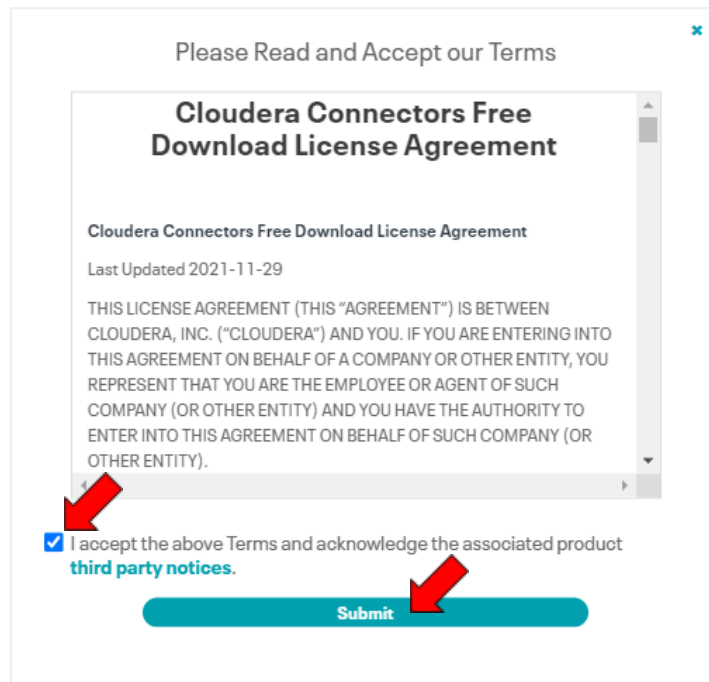 Please Read and Accept our Terms
Cloudera Connectors Free
Download License Agreement
Cloudera Connectors Free Download License Agreement
Last Updated 2021-11-29
THIS LICENSE AGREEMENT (THIS “AGREEMENT”) IS BETWEEN
CLOUDERA, INC. (“CLOUDERA”) AND YOU. IF YOU ARE ENTERING INTO
THIS AGREEMENT ON BEHALF OF A COMPANY OR OTHER ENTITY, YOU
REPRESENT THAT YOU ARE THE EMPLOYEE OR AGENT OF SUCH
COMPANY (OR OTHER ENTITY) AND YOU HAVE THE AUTHORITY TO
ENTER INTO THIS AGREEMENT ON BEHALF OF SUCH COMPANY (OR
OTHER ENTITY).
I accept the above Terms and acknowledge the associated product
third party notices.
Submit